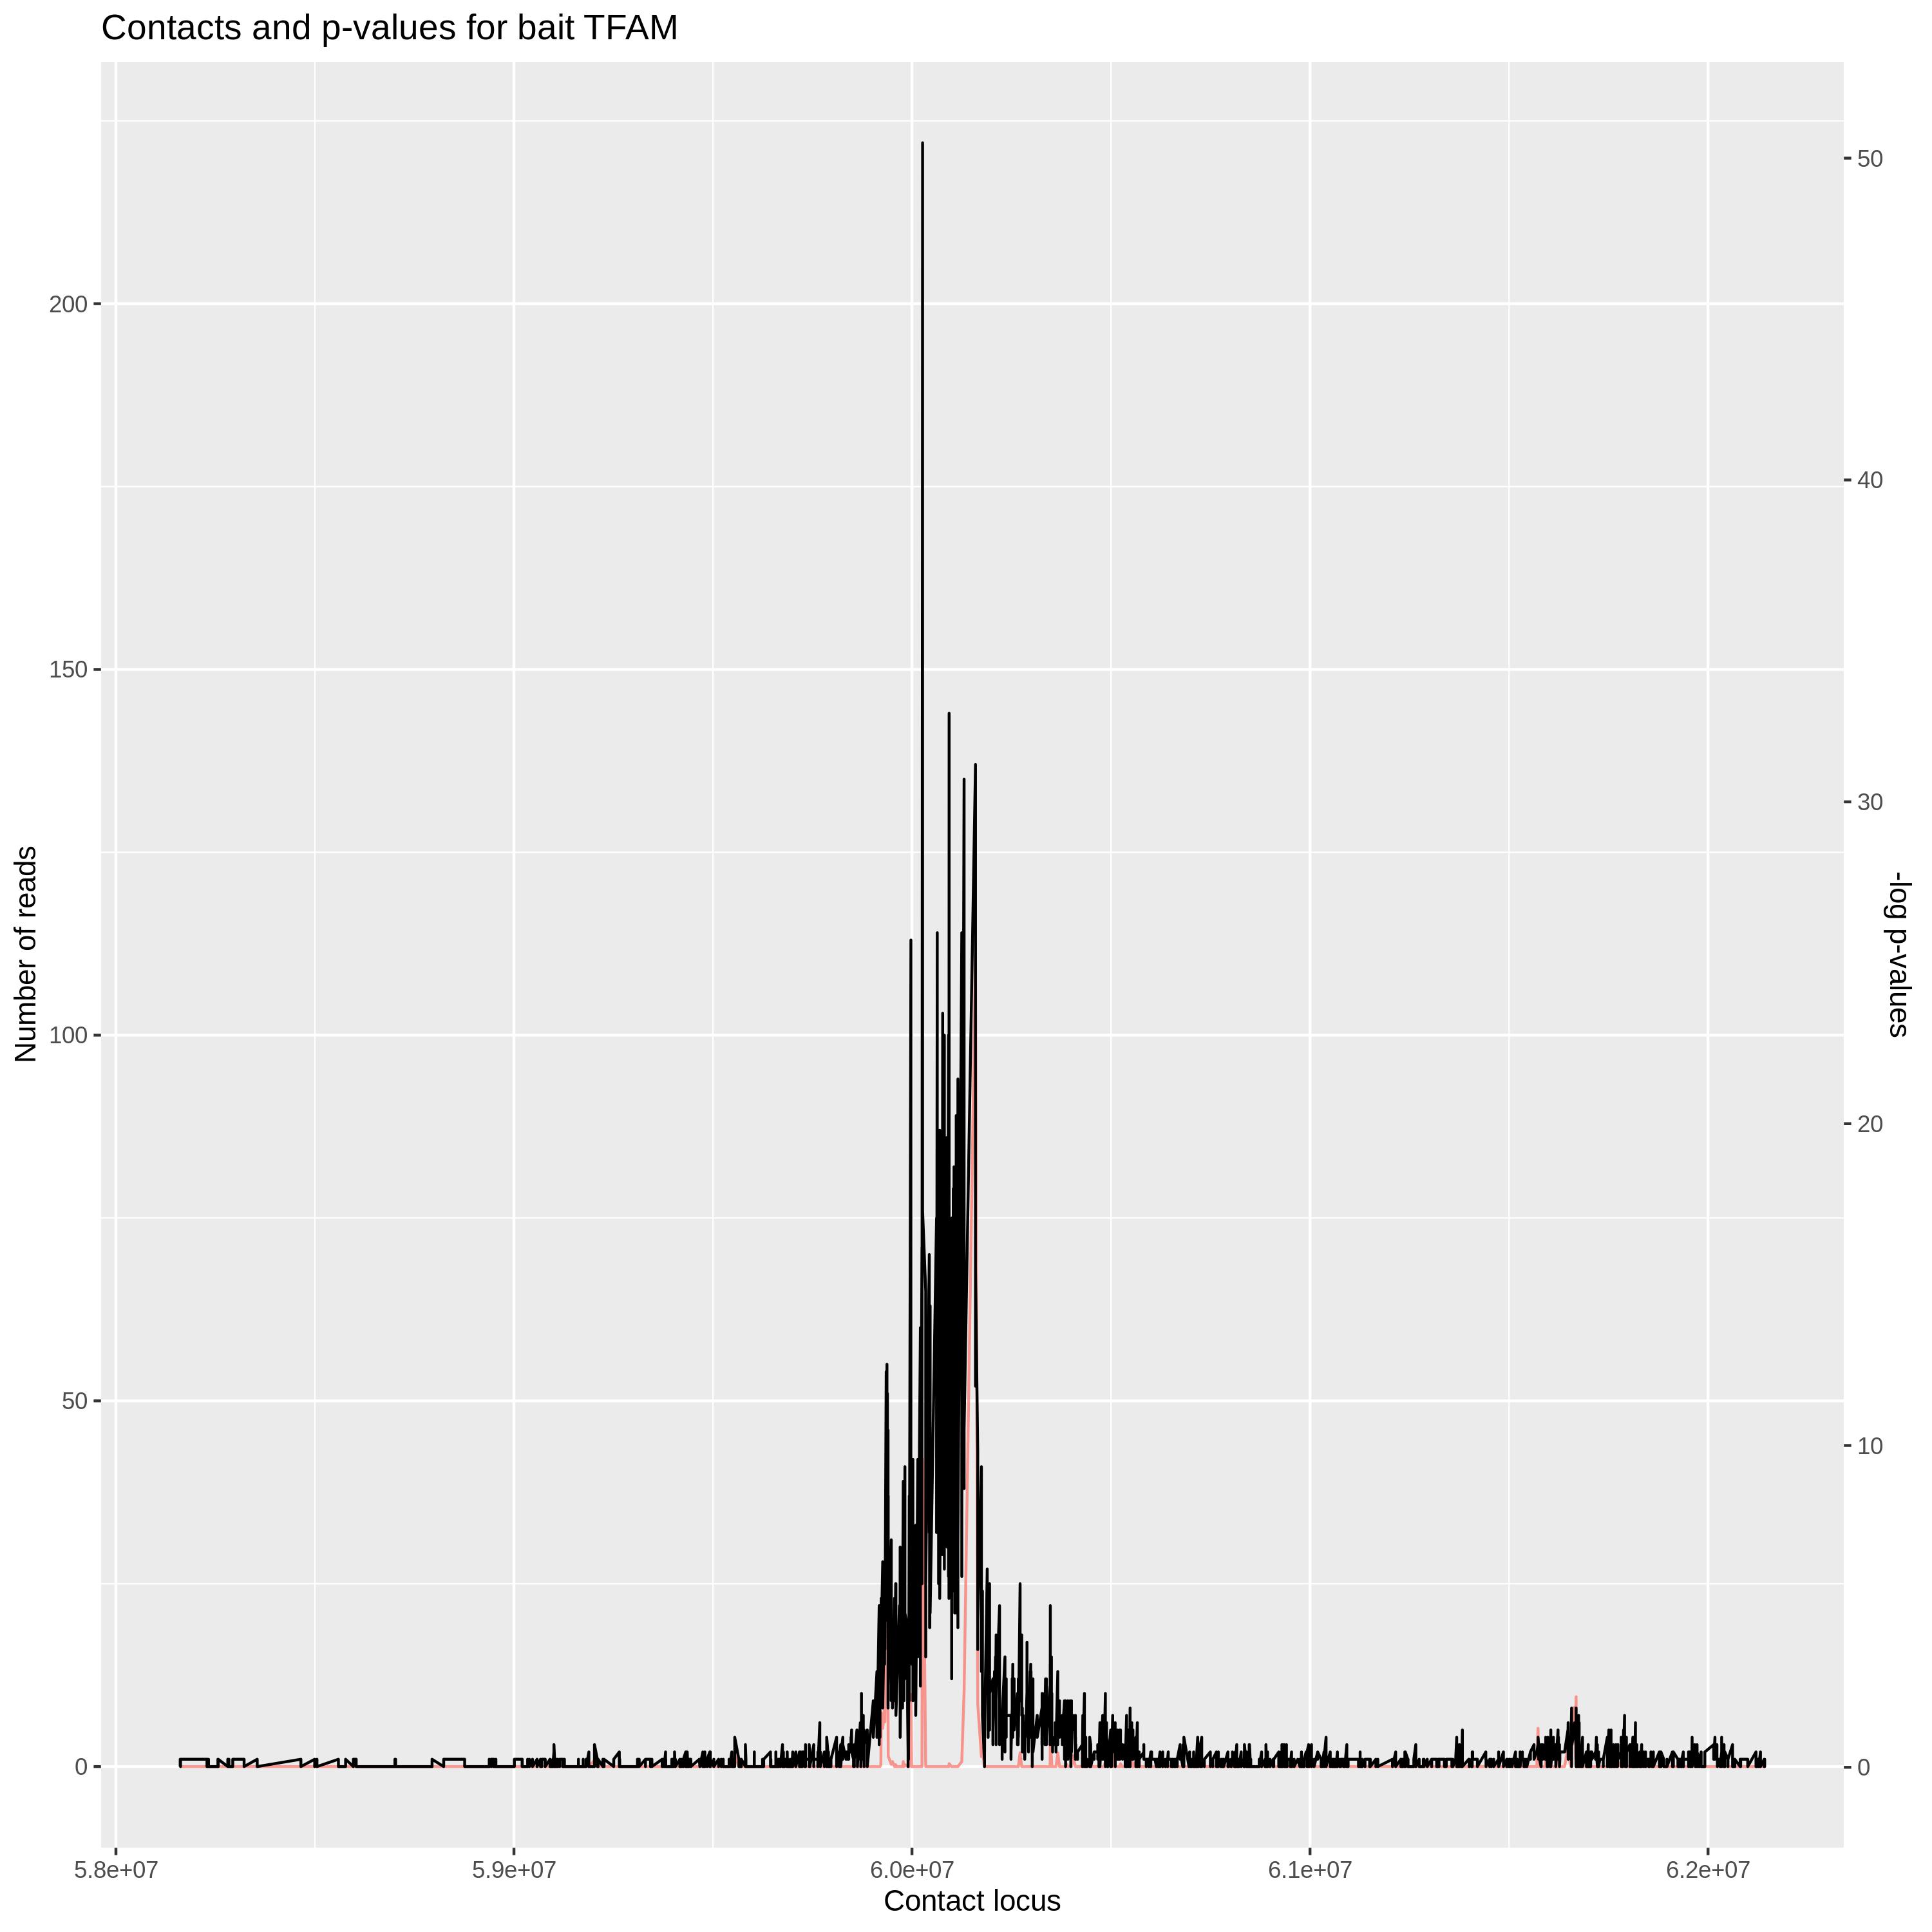 Contacts and p-values for bait TFAM
Number of reads
200
150
100
50
0
50
40
30
20
10
0
-log p-values
5.8e+07 5.9e+07 6.0e+07 6.1e+07 6.2e+07
Contact locus